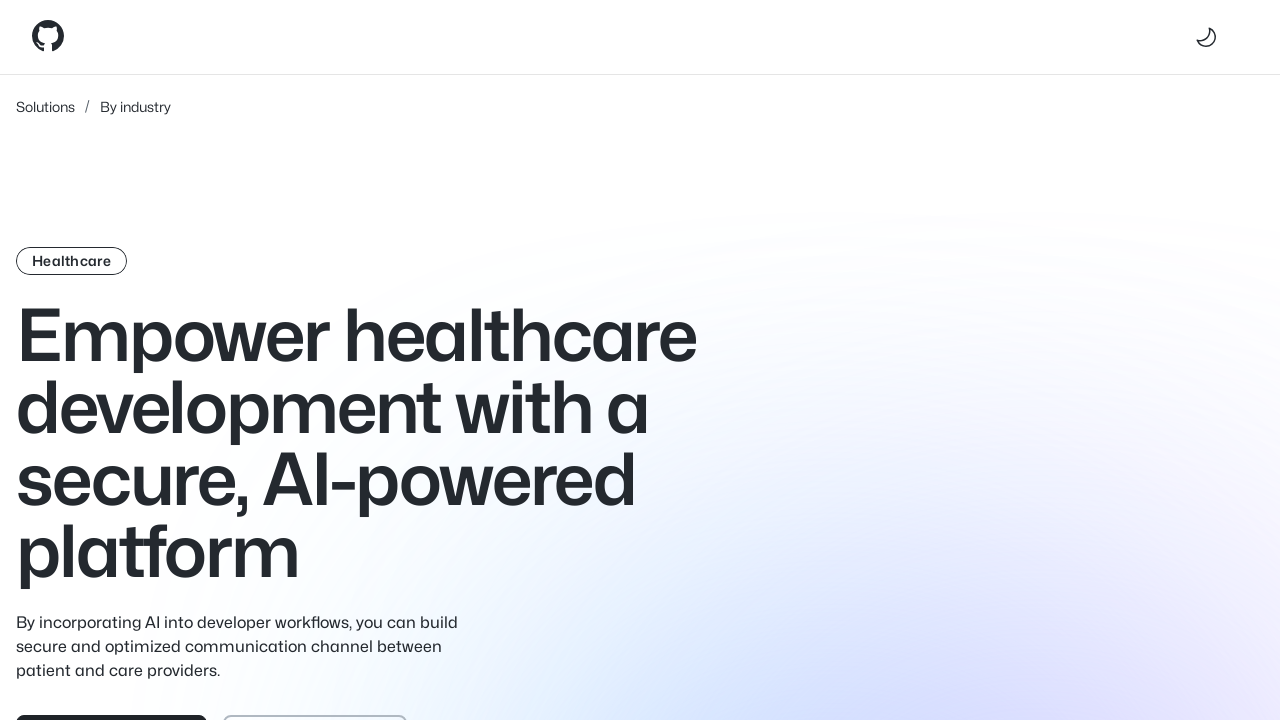 Solutions / By industry
Healthcare
Empower healthcare
development with a
secure, AI-powered
platform
By incorporating AI into developer workflows, you can build
secure and optimized communication channel between
patient and care providers.